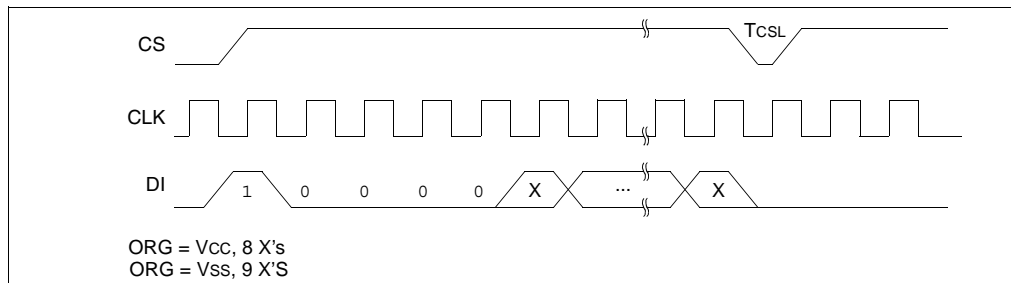 CS
TCSL
CLK
DI
1 0 0 0 0 X ... X
ORG = VCC, 8 X's
ORG = VSS, 9 X'S